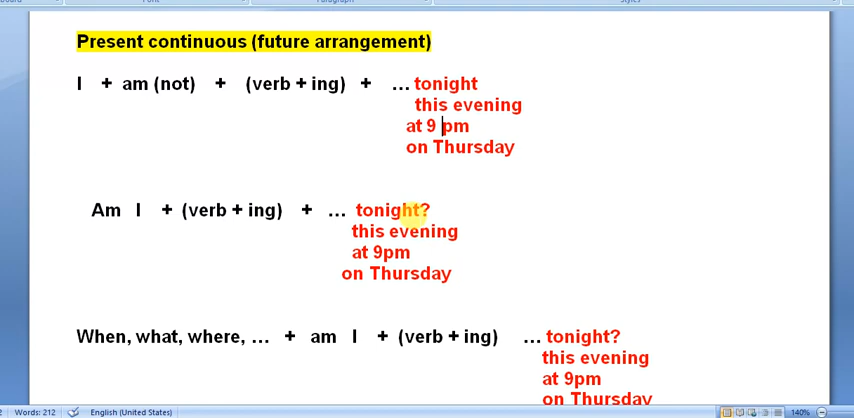 Present continuous (future arrangement)
I + am (not) + (verb + ing) + ... tonight
this evening
at 9 pm
on Thursday
Am I + (verb + ing) + ... tonight?
this evening
at 9pm
on Thursday
When, what, where, ... + am I + (verb + ing) ... tonight?
this evening
at 9pm
on Thursday
Words: 212 English (United States) 140%